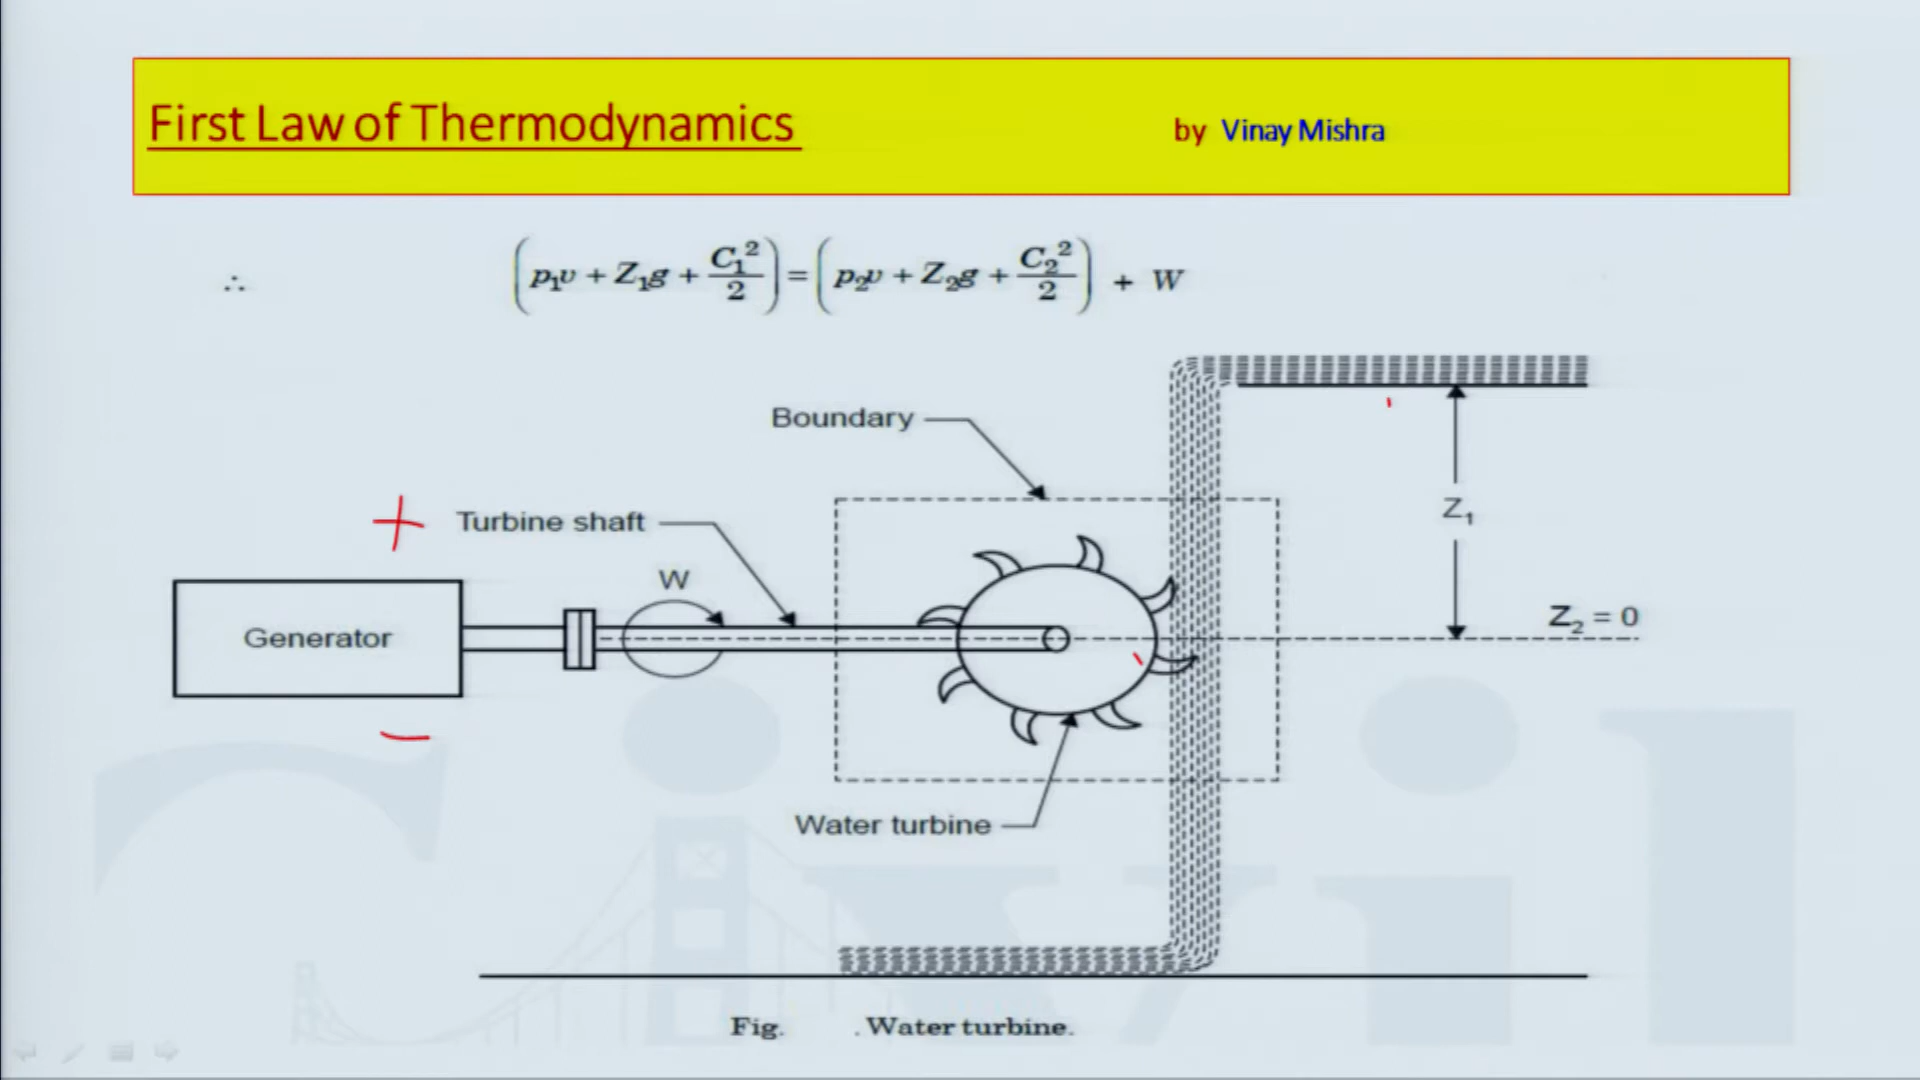 First Law of Thermodynamics by Vinay Mishra
∴ (p₁v + Z₁g + C₁²/2) = (p₂v + Z₂g + C₂²/2) + W
Boundary
+ Turbine shaft
Z₁
W
Z₂ = 0
Generator
−
Water turbine
Civil
Fig. . Water turbine.